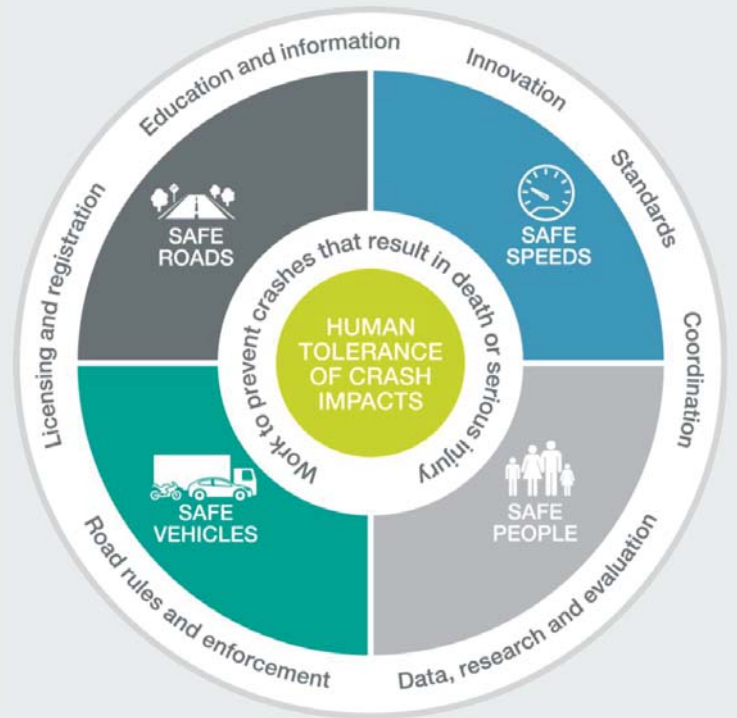 Education and information
Innovation
Standards
Coordination
Data, research and evaluation
Road rules and enforcement
Licensing and registration
SAFE
ROADS
SAFE
SPEEDS
SAFE
PEOPLE
SAFE
VEHICLES
Work to prevent crashes that result in death or serious injury
HUMAN
TOLERANCE
OF CRASH
IMPACTS